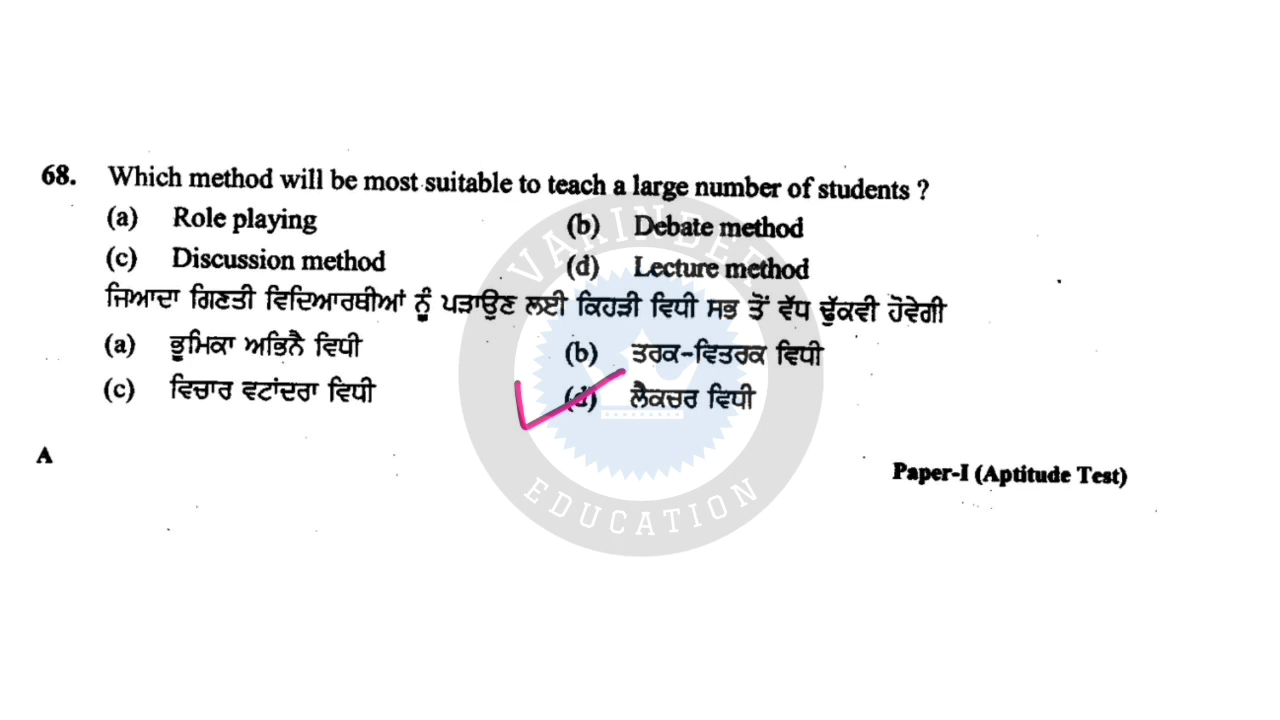 68. Which method will be most suitable to teach a large number of students ?
(a) Role playing (b) Debate method
(c) Discussion method (d) Lecture method
ਜਿਆਦਾ ਗਿਣਤੀ ਵਿਦਿਆਰਥੀਆਂ ਨੂੰ ਪੜਾਉਣ ਲਈ ਕਿਹੜੀ ਵਿਧੀ ਸਭ ਤੋਂ ਵੱਧ ਢੁੱਕਵੀ ਹੋਵੇਗੀ
(a) ਭੂਮਿਕਾ ਅਭਿਨੈ ਵਿਧੀ (b) ਤਰਕ-ਵਿਤਰਕ ਵਿਧੀ
(c) ਵਿਚਾਰ ਵਟਾਂਦਰਾ ਵਿਧੀ (d) ਲੈਕਚਰ ਵਿਧੀ
A
Paper-I (Aptitude Test)
VARINDER
EDUCATION